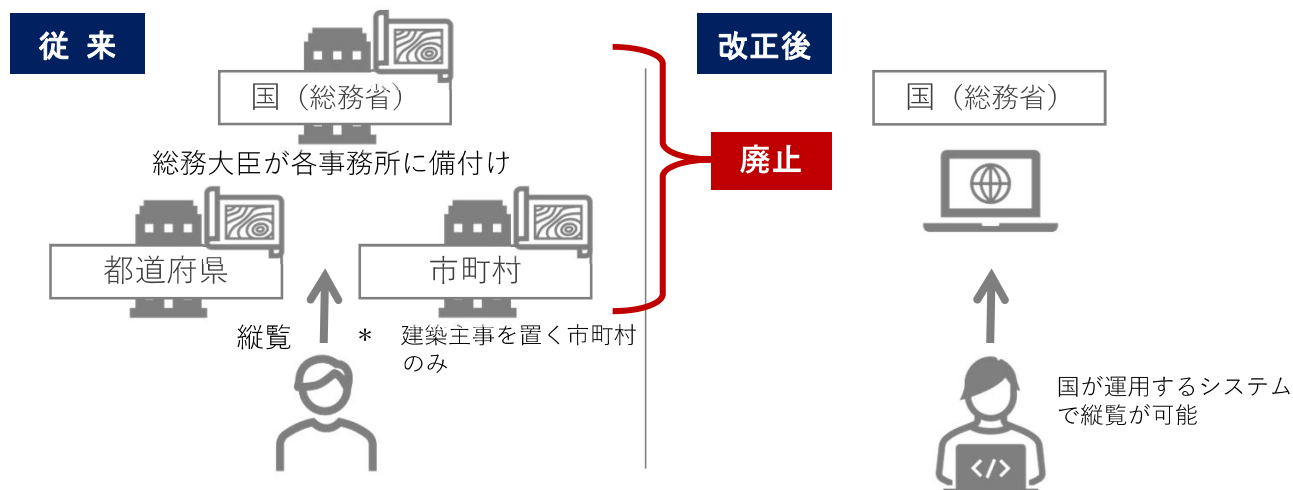 従 来
国（総務省）
総務大臣が各事務所に備付け
都道府県
市町村
縦覧
＊ 建築主事を置く市町村
のみ
廃止
改正後
国（総務省）
国が運用するシステム
で縦覧が可能
</>